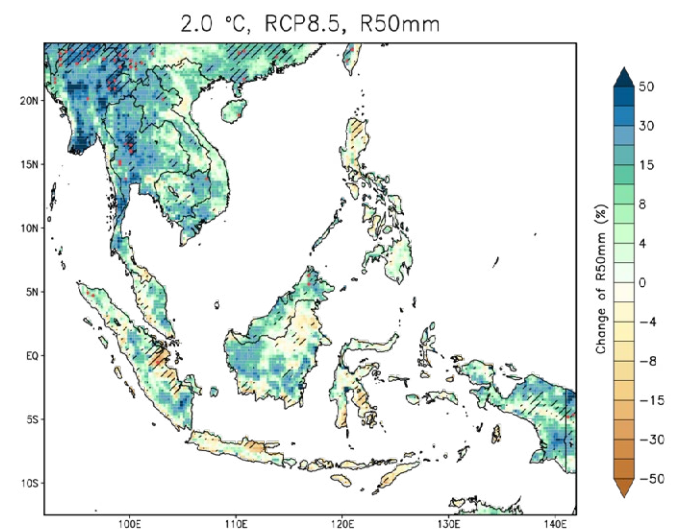 2.0 °C, RCP8.5, R50mm
20N
15N
10N
5N
EQ
5S
10S
100E
110E
120E
130E
140E
50
30
15
8
4
0
−4
−8
−15
−30
−50
Change of R50mm (%)